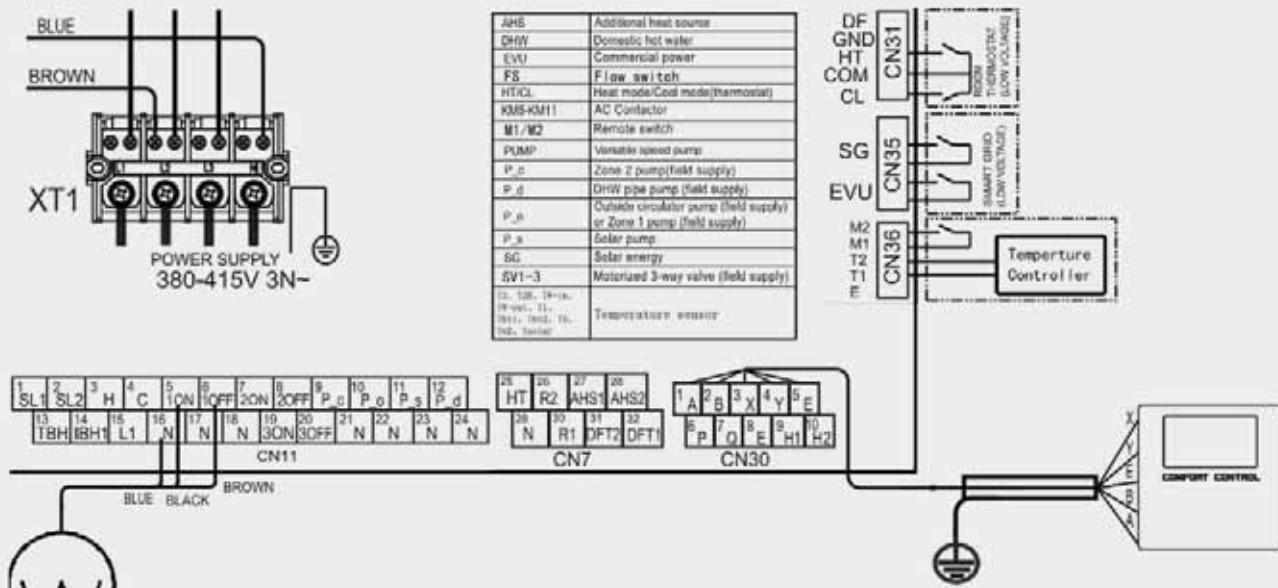 BLUE
BROWN
XT1
POWER SUPPLY
380-415V 3N~
AHS Additional heat source
DHW Domestic hot water
EVU Commercial power
FS Flow switch
HT/CL Heat mode/Cool mode(thermostat)
KM5-KM11 AC Contactor
M1/M2 Remote switch
PUMP Variable speed pump
P_c Zone 2 pump(field supply)
P_d DHW pipe pump (field supply)
P_o Outside circulator pump (field supply)
or Zone 1 pump (field supply)
P_s Solar pump
Solar energy
SV1-3 Motorized 3-way valve (field supply)
Temperature sensor
DF
GND
HT
COM
CL
CN31
ROOM
THERMOSTAT
(LOW VOLTAGE)
SG
EVU
CN35
SMART GRID
(LOW VOLTAGE)
M2
M1
T2
T1
E
CN36
Temperture
Controller
1 SL1 2 SL2 3 H 4 C 5 1ON 6 1OFF 7 2ON 8 2OFF 9 P_c 10 P_o 11 P_s 12 P_d
13 TBH 14 IBH1 15 L1 16 N 17 N 18 N 19 3ON 20 3OFF 21 N 22 N 23 N 24 N
CN11
25 HT 26 R2 27 AHS1 28 AHS2
29 N 30 R1 31 DFT2 32 DFT1
CN7
1 A 2 B 3 X 4 Y 5 E
6 P 7 Q 8 E 9 H1 10 H2
CN30
BLUE BLACK BROWN
X
Y
E
B
A
COMFORT CONTROL